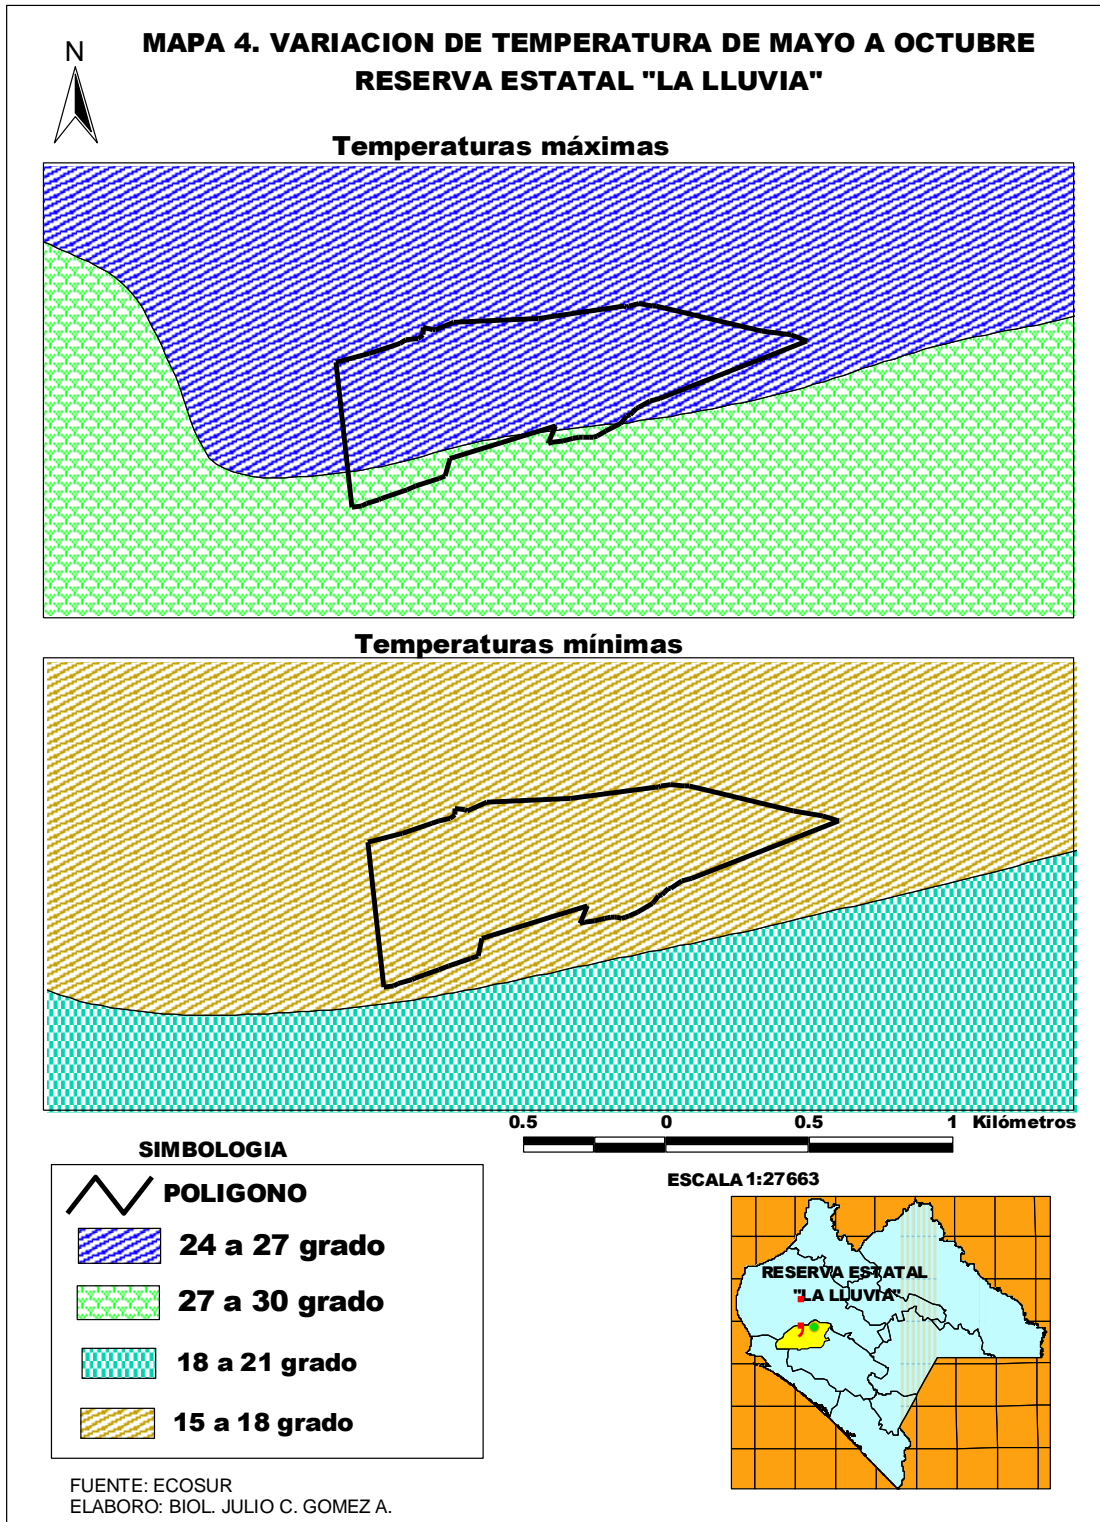 N
MAPA 4. VARIACION DE TEMPERATURA DE MAYO A OCTUBRE
RESERVA ESTATAL "LA LLUVIA"
Temperaturas máximas
Temperaturas mínimas
0.5 0 0.5 1 Kilómetros
ESCALA 1:27663
SIMBOLOGIA
POLIGONO
24 a 27 grado
27 a 30 grado
18 a 21 grado
15 a 18 grado
RESERVA ESTATAL
"LA LLUVIA"
FUENTE: ECOSUR
ELABORO: BIOL. JULIO C. GOMEZ A.